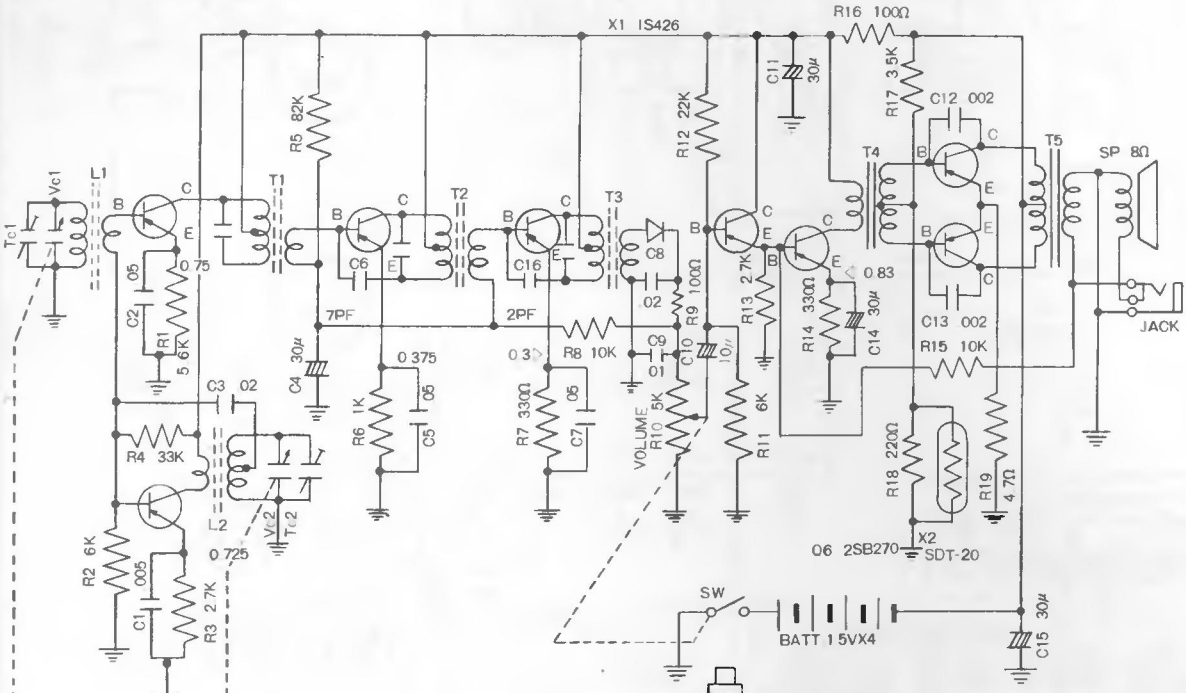 R16 100Ω
X1 IS426
C11 30µ
R17 3.5K
C12 .002
R5 82K
R12 22K
C
B
E
T4
T5
SP 8Ω
Tc1
Vc1
L1
B
C
E
T1
B
C
E
C6
T2
B
C
E
C16
T3
C8
.02
R9 100Ω
B
C
E
B
C
E
0.83
B
E
C
C13 .002
JACK
0.75
C2 .05
R1 5.6K
7PF
2PF
R8 10K
C9
.01
C10 10µ
R13 2.7K
R14 330Ω
C14 30µ
R15 10K
C4 30µ
0.375
R6 1K
C5 .05
0.3
R7 330Ω
C7 .05
VOLUME
R10 5K
R11 6K
R18 220Ω
R19 4.7Ω
C3 .02
R4 33K
L2
Vc2
Tc2
0.725
R2 6K
C1 .005
R3 2.7K
Q6 2SB270
X2
SDT-20
SW
BATT 1.5VX4
C15 30µ